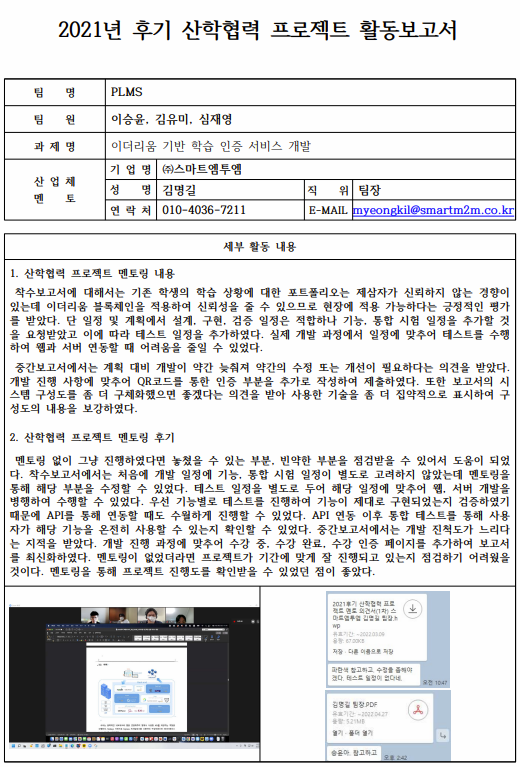 2021년 후기 산학협력 프로젝트 활동보고서
팀 명 PLMS
팀 원 이승윤, 김유미, 심재영
과 제 명 이더리움 기반 학습 인증 서비스 개발
산 업 체 멘 토
기 업 명 ㈜스마트엠투엠
성 명 김명길 직 위 팀장
연 락 처 010-4036-7211 E-MAIL myeongkil@smartm2m.co.kr
세부 활동 내용
1. 산학협력 프로젝트 멘토링 내용
착수보고서에 대해서는 기존 학생의 학습 상황에 대한 포트폴리오는 제삼자가 신뢰하지 않는 경향이
있는데 이더리움 블록체인을 적용하여 신뢰성을 줄 수 있으므로 현장에 적용 가능하다는 긍정적인 평가
를 받았다. 단 일정 및 계획에서 설계, 구현, 검증 일정은 적합하나 기능, 통합 시험 일정을 추가할 것
을 요청받았고 이에 따라 테스트 일정을 추가하였다. 실제 개발 과정에서 일정에 맞추어 테스트를 수행
하여 웹과 서버 연동할 때 어려움을 줄일 수 있었다.
중간보고서에서는 계획 대비 개발이 약간 늦춰져 약간의 수정 또는 개선이 필요하다는 의견을 받았다.
개발 진행 사항에 맞추어 QR코드를 통한 인증 부분을 추가로 작성하여 제출하였다. 또한 보고서의 시
스템 구성도를 좀 더 구체화했으면 좋겠다는 의견을 받아 사용한 기술을 좀 더 집약적으로 표시하여 구
성도의 내용을 보강하였다.
2. 산학협력 프로젝트 멘토링 후기
멘토링 없이 그냥 진행하였다면 놓쳤을 수 있는 부분, 빈약한 부분을 점검받을 수 있어서 도움이 되었
다. 착수보고서에서는 처음에 개발 일정에 기능, 통합 시험 일정이 별도로 고려하지 않았는데 멘토링을
통해 해당 부분을 수정할 수 있었다. 테스트 일정을 별도로 두어 해당 일정에 맞추어 웹, 서버 개발을
병행하여 수행할 수 있었다. 우선 기능별로 테스트를 진행하여 기능이 제대로 구현되었는지 검증하였기
때문에 API를 통해 연동할 때도 수월하게 진행할 수 있었다. API 연동 이후 통합 테스트를 통해 사용
자가 해당 기능을 온전히 사용할 수 있는지 확인할 수 있었다. 중간보고서에서는 개발 진척도가 느리다
는 지적을 받았다. 개발 진행 과정에 맞추어 수강 중, 수강 완료, 수강 인증 페이지를 추가하여 보고서
를 최신화하였다. 멘토링이 없었더라면 프로젝트가 기간에 맞게 잘 진행되고 있는지 점검하기 어려웠을
것이다. 멘토링을 통해 프로젝트 진행도를 확인받을 수 있었던 점이 좋았다.
2021후기 산학협력 프로
젝트 멘토 의견서(1차) 스
마트엠투엠 김명길 팀장.h
wp
유효기간 ~2022.03.09
용량 67.00KB
저장 · 다른 이름으로 저장
파란색 참고하고, 수정을 좀해야
겠다, 테스트 일정이 없다네.
오전 10:47
김명길 팀장.PDF
유효기간 ~2022.04.27
용량 5.21MB
열기 · 폴더 열기
승윤아, 참고하고
오후 2:42